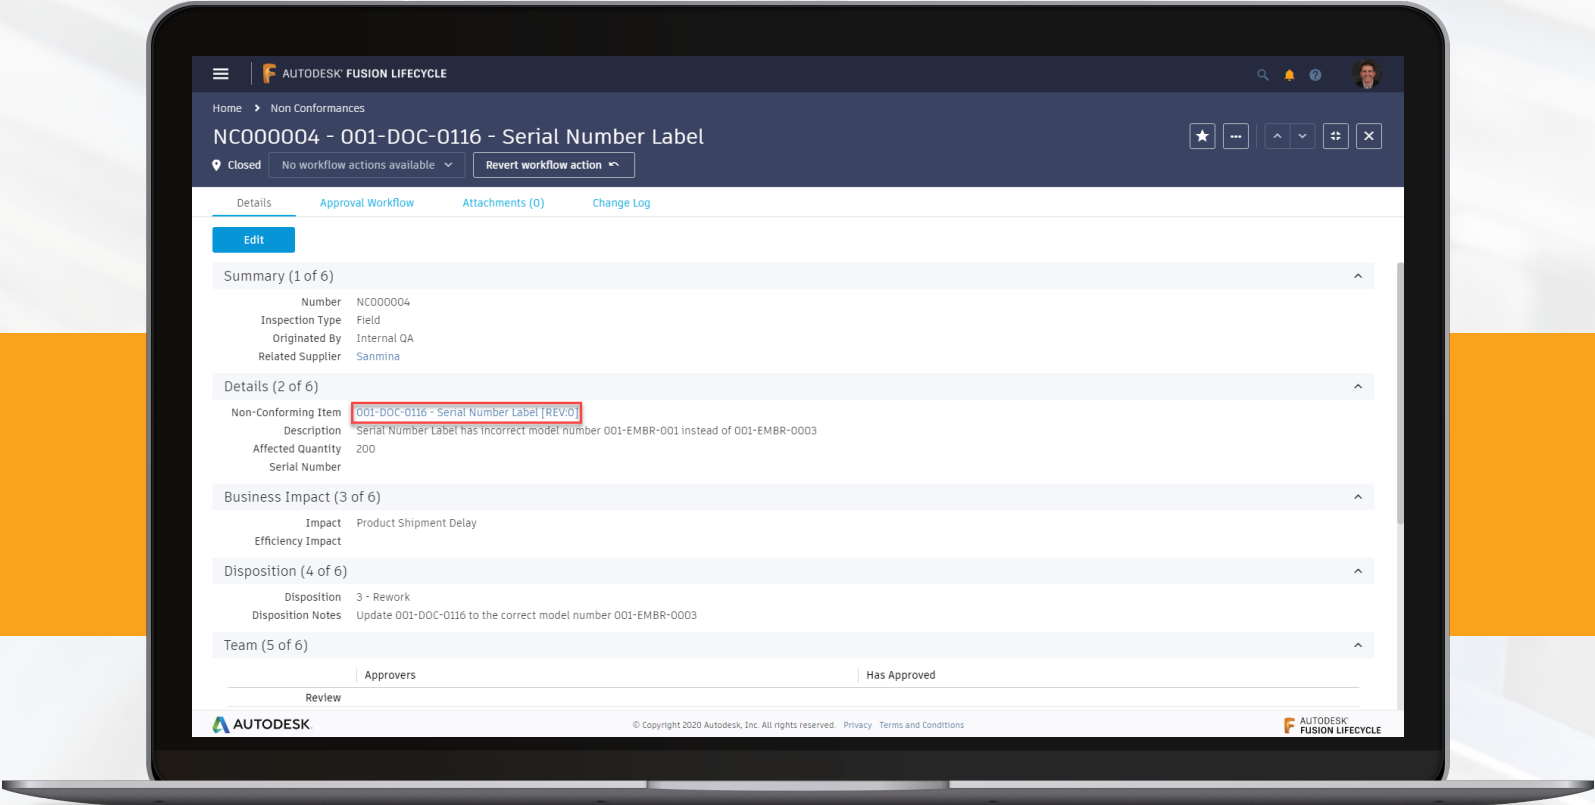 AUTODESK® FUSION LIFECYCLE
Home > Non Conformances
NC000004 - 001-DOC-0116 - Serial Number Label
Closed No workflow actions available Revert workflow action
Details Approval Workflow Attachments (0) Change Log
Edit
Summary (1 of 6)
Number NC000004
Inspection Type Field
Originated By Internal QA
Related Supplier Sanmina
Details (2 of 6)
Non-Conforming Item 001-DOC-0116 - Serial Number Label [REV:0]
Description Serial Number Label has incorrect model number 001-EMBR-001 instead of 001-EMBR-0003
Affected Quantity 200
Serial Number
Business Impact (3 of 6)
Impact Product Shipment Delay
Efficiency Impact
Disposition (4 of 6)
Disposition 3 - Rework
Disposition Notes Update 001-DOC-0116 to the correct model number 001-EMBR-0003
Team (5 of 6)
Approvers Has Approved
Review
AUTODESK. © Copyright 2020 Autodesk, Inc. All rights reserved. Privacy Terms and Conditions AUTODESK®
FUSION LIFECYCLE